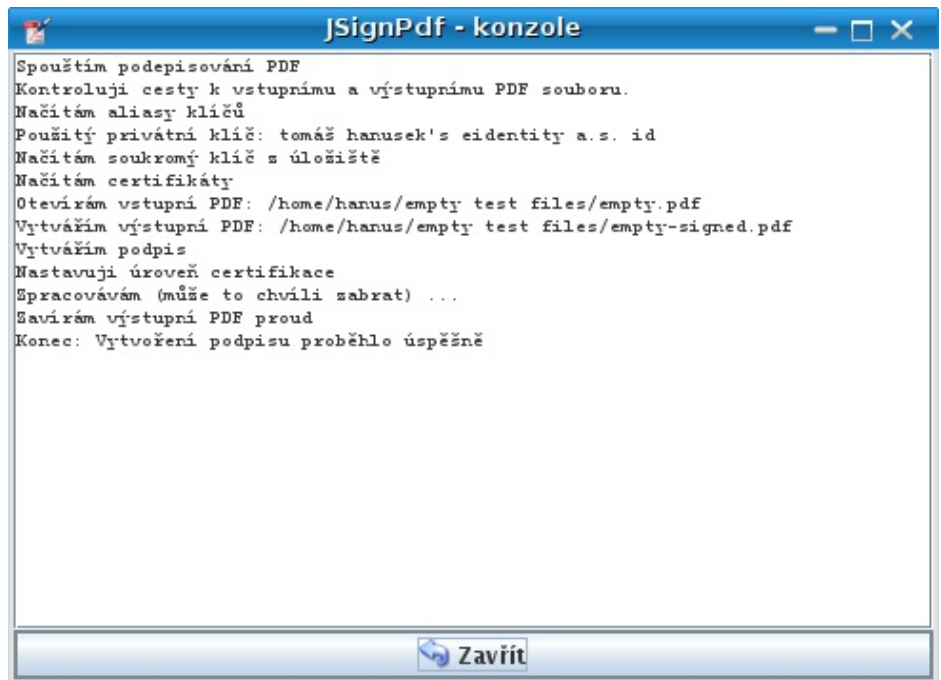 JSignPdf - konzole
Spouštím podepisování PDF
Kontroluji cesty k vstupnímu a výstupnímu PDF souboru.
Načítám aliasy klíčů
Použitý privátní klíč: tomáš hanusek's eidentity a.s. id
Načítám soukromý klíč z úložiště
Načítám certifikáty
Otevírám vstupní PDF: /home/hanus/empty test files/empty.pdf
Vytvářím výstupní PDF: /home/hanus/empty test files/empty-signed.pdf
Vytvářím podpis
Nastavuji úroveň certifikace
Zpracovávám (může to chvíli zabrat) ...
Zavírám výstupní PDF proud
Konec: Vytvoření podpisu proběhlo úspěšně
Zavřít